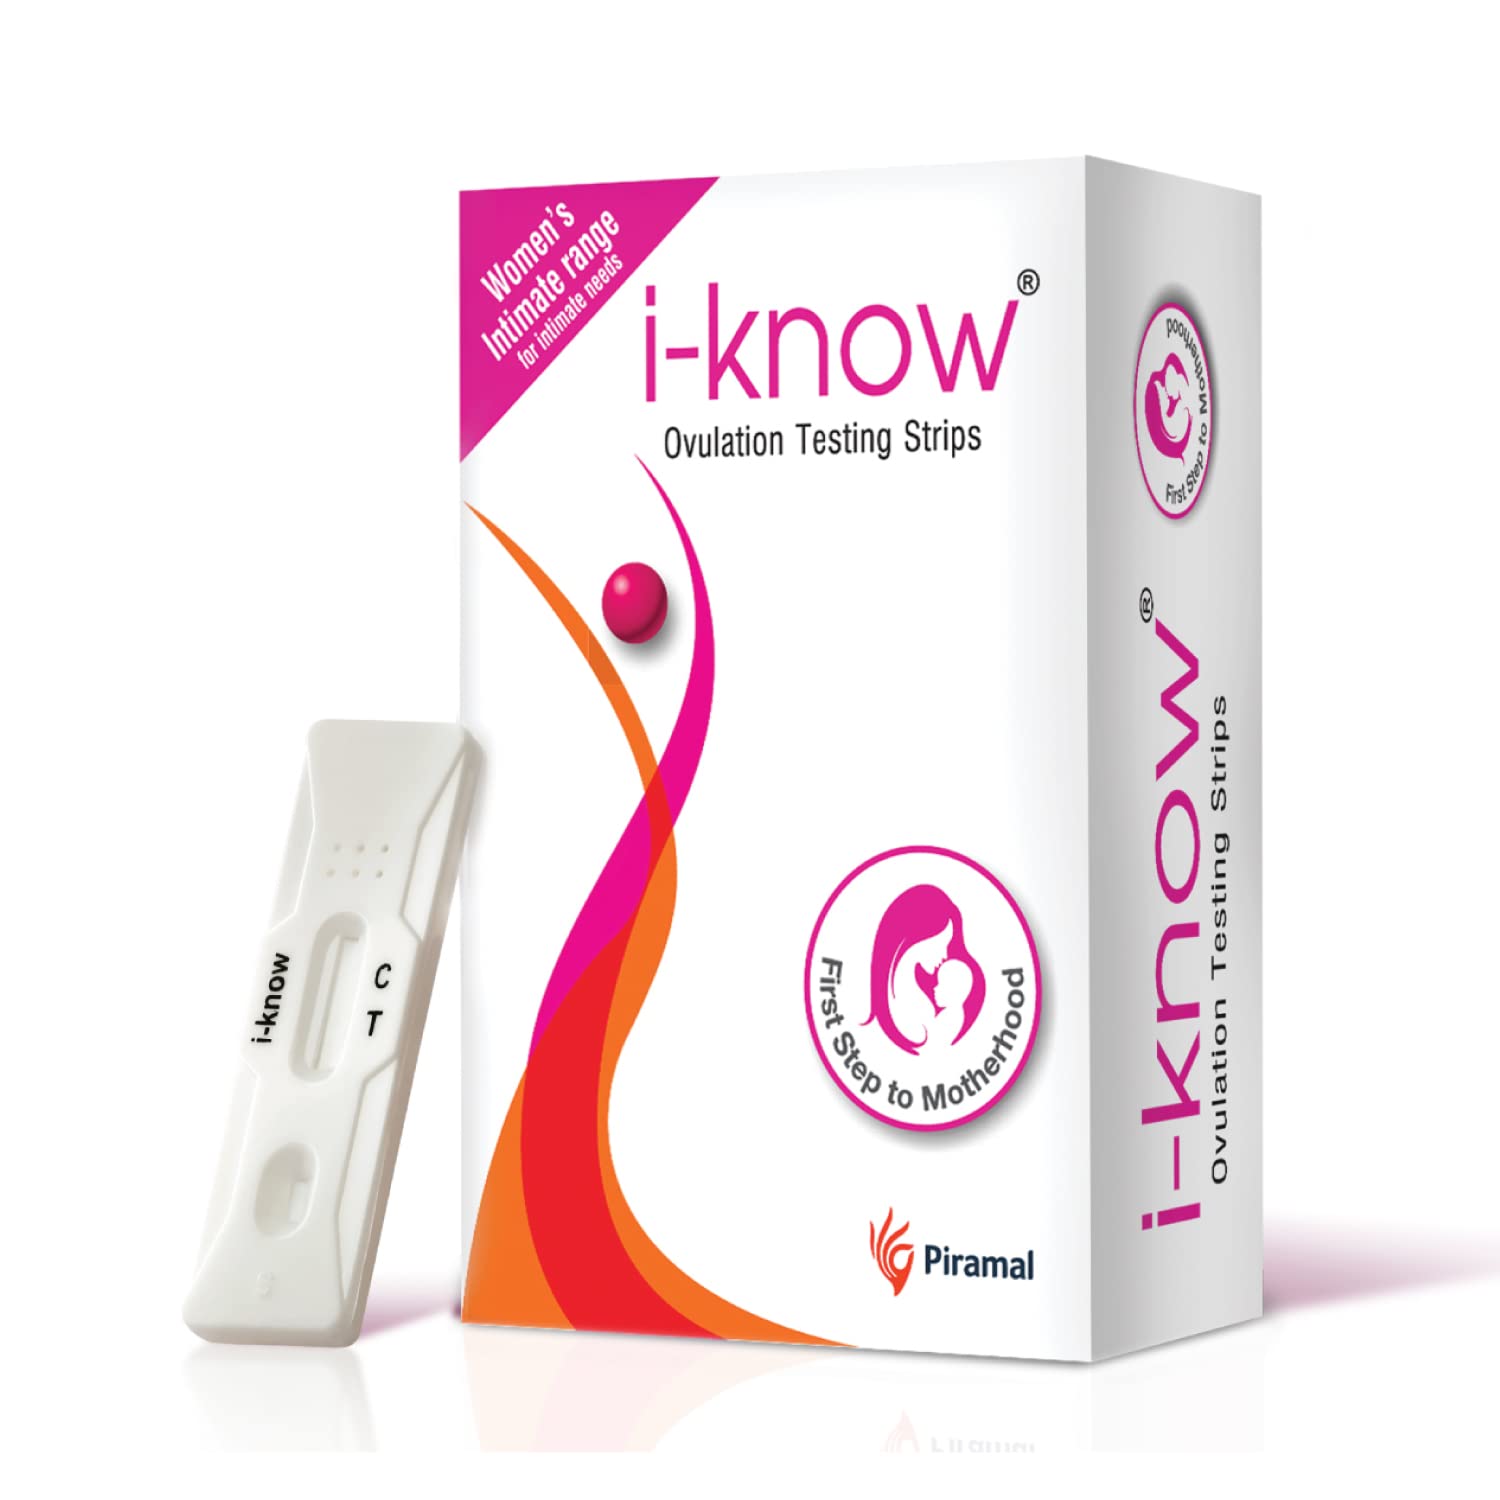 Women's
Intimate range
for intimate needs
i-know®
Ovulation Testing Strips
First Step to Motherhood
Piramal
i-know
C
T
First Step to Motherhood
i-know®
Ovulation Testing Strips